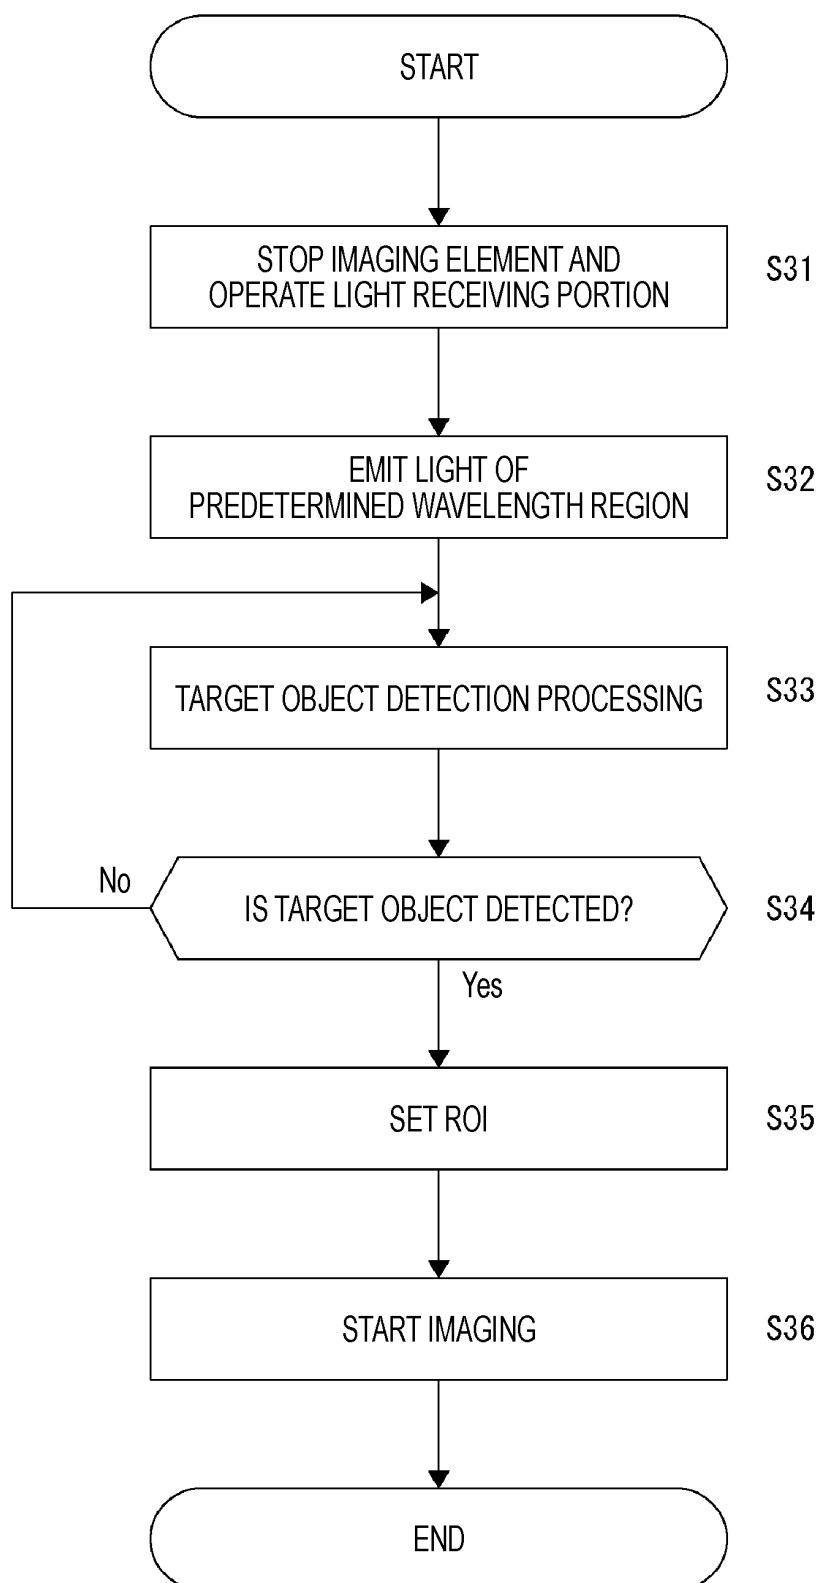 START
STOP IMAGING ELEMENT AND
OPERATE LIGHT RECEIVING PORTION
S31
EMIT LIGHT OF
PREDETERMINED WAVELENGTH REGION
S32
TARGET OBJECT DETECTION PROCESSING
S33
No
IS TARGET OBJECT DETECTED?
S34
Yes
SET ROI
S35
START IMAGING
S36
END